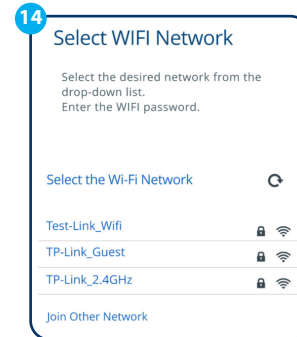 14
Select WIFI Network
Select the desired network from the
drop-down list.
Enter the WIFI password.
Select the Wi-Fi Network
Test-Link_Wifi
TP-Link_Guest
TP-Link_2.4GHz
Join Other Network